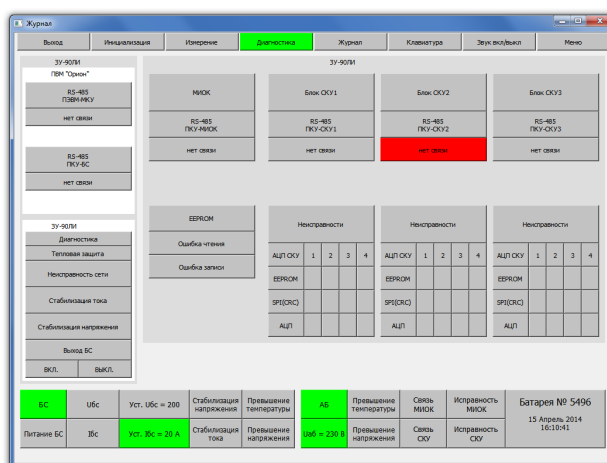 Журнал
Выход Инициализация Измерение Диагностика Журнал Клавиатура Звук вкл/выкл Меню
ЗУ-90ЛИ
ПВМ "Орион"
RS-485
ПЭВМ-МКУ
нет связи
RS-485
ПКУ-БС
нет связи
ЗУ-90ЛИ
Диагностика
Тепловая защита
Неисправность сети
Стабилизация тока
Стабилизация напряжения
Выход БС
ВКЛ. ВЫКЛ.
ЗУ-90ЛИ
МИОК Блок СКУ1 Блок СКУ2 Блок СКУ3
RS-485 RS-485 RS-485 RS-485
ПКУ-МИОК ПКУ-СКУ1 ПКУ-СКУ2 ПКУ-СКУ3
нет связи нет связи нет связи нет связи
EEPROM
Ошибка чтения
Ошибка записи
Неисправности
АЦП СКУ 1 2 3 4
EEPROM
SPI(CRC)
АЦП
Неисправности
АЦП СКУ 1 2 3 4
EEPROM
SPI(CRC)
АЦП
Неисправности
АЦП СКУ 1 2 3 4
EEPROM
SPI(CRC)
АЦП
БС Uбс Уст. Uбс = 200 Стабилизация напряжения Превышение температуры АБ Превышение температуры Связь МИОК Исправность МИОК
Питание БС Iбс Уст. Iбс = 20 А Стабилизация тока Превышение напряжения Uаб = 230 В Превышение напряжения Связь СКУ Исправность СКУ
Батарея № 5496
15 Апрель 2014
16:10:41